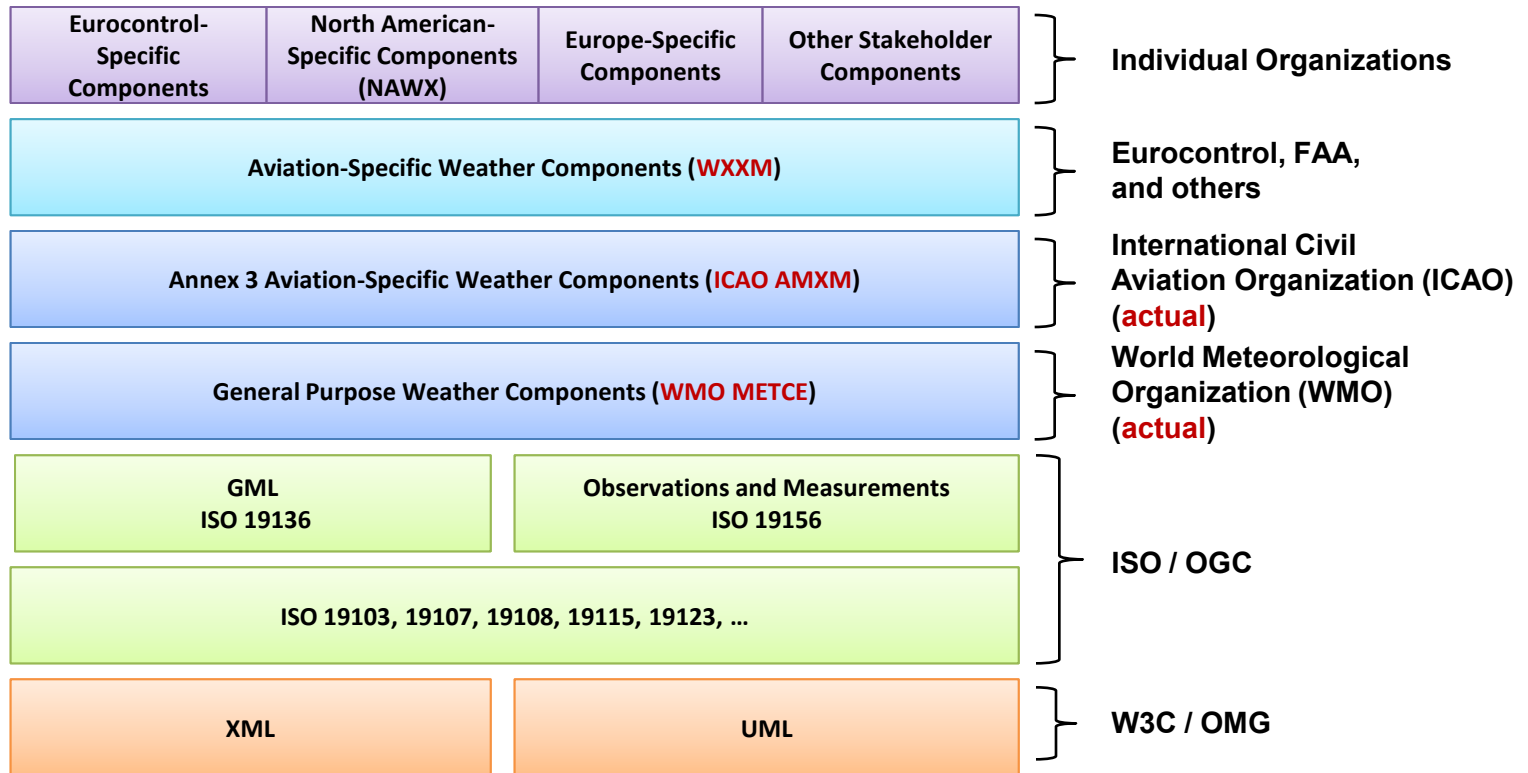 Eurocontrol-
Specific
Components
North American-
Specific Components
(NAWX)
Europe-Specific
Components
Other Stakeholder
Components
Individual Organizations
Aviation-Specific Weather Components (WXXM)
Eurocontrol, FAA,
and others
Annex 3 Aviation-Specific Weather Components (ICAO AMXM)
International Civil
Aviation Organization (ICAO)
(actual)
General Purpose Weather Components (WMO METCE)
World Meteorological
Organization (WMO)
(actual)
GML
ISO 19136
Observations and Measurements
ISO 19156
ISO 19103, 19107, 19108, 19115, 19123, …
ISO / OGC
XML
UML
W3C / OMG